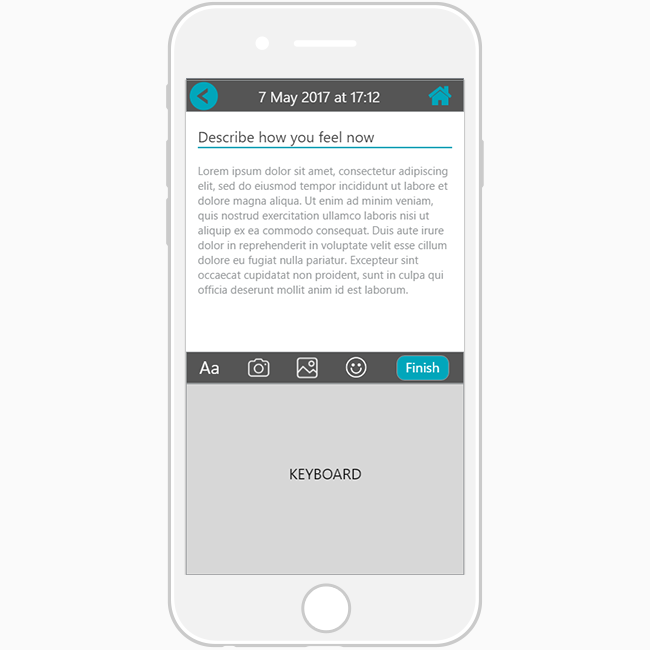 7 May 2017 at 17:12
Describe how you feel now
Lorem ipsum dolor sit amet, consectetur adipiscing
elit, sed do eiusmod tempor incididunt ut labore et
dolore magna aliqua. Ut enim ad minim veniam,
quis nostrud exercitation ullamco laboris nisi ut
aliquip ex ea commodo consequat. Duis aute irure
dolor in reprehenderit in voluptate velit esse cillum
dolore eu fugiat nulla pariatur. Excepteur sint
occaecat cupidatat non proident, sunt in culpa qui
officia deserunt mollit anim id est laborum.
Aa Finish
KEYBOARD